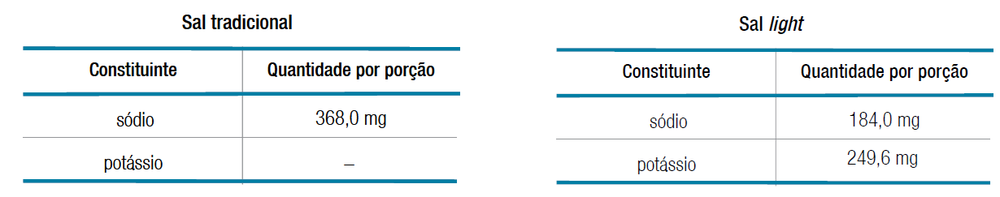 Sal tradicional
Constituinte Quantidade por porção
sódio 368,0 mg
potássio –
Sal light
Constituinte Quantidade por porção
sódio 184,0 mg
potássio 249,6 mg